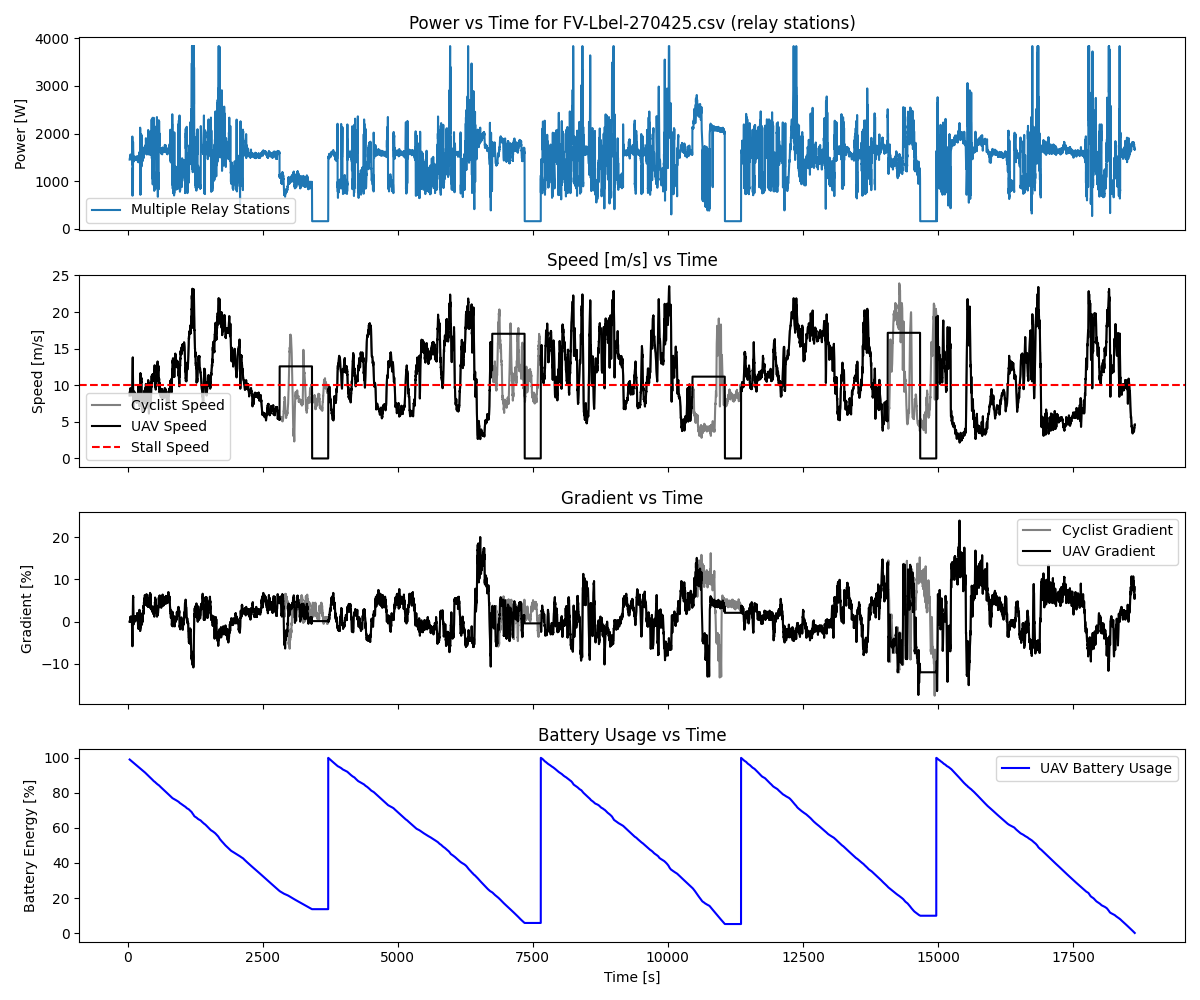 Power vs Time for FV-Lbel-270425.csv (relay stations)
4000
3000
2000
1000
0
Power [W]
Multiple Relay Stations
Speed [m/s] vs Time
25
20
15
10
5
0
Speed [m/s]
Cyclist Speed
UAV Speed
Stall Speed
Gradient vs Time
20
10
0
−10
Gradient [%]
Cyclist Gradient
UAV Gradient
Battery Usage vs Time
100
80
60
40
20
0
Battery Energy [%]
UAV Battery Usage
0 2500 5000 7500 10000 12500 15000 17500
Time [s]